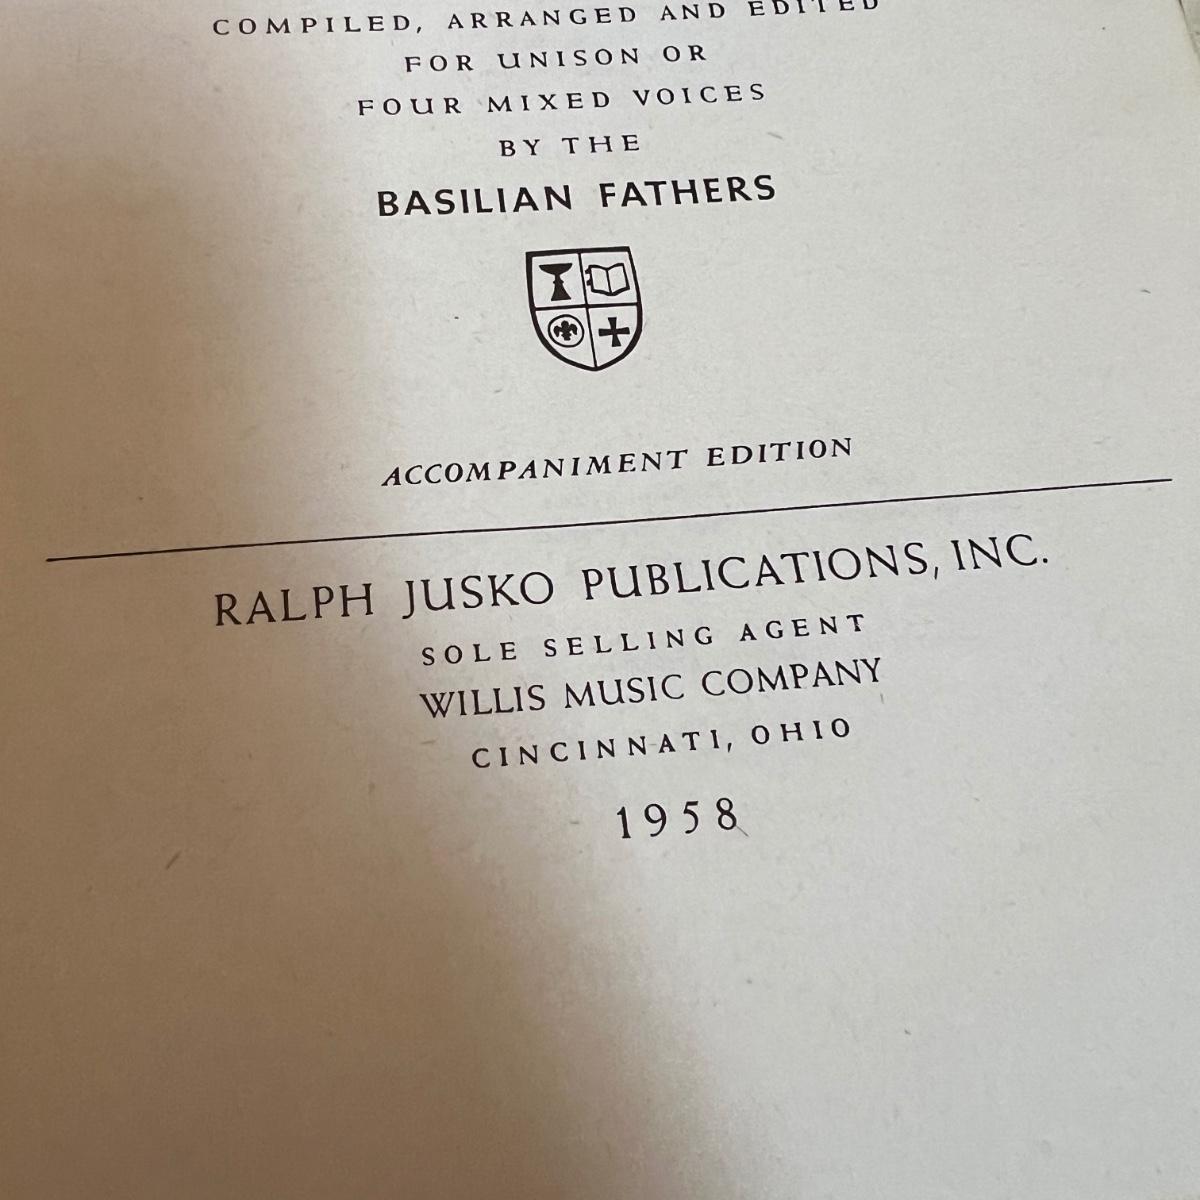 COMPILED, ARRANGED AND EDITED
FOR UNISON OR
FOUR MIXED VOICES
BY THE
BASILIAN FATHERS
ACCOMPANIMENT EDITION
RALPH JUSKO PUBLICATIONS, INC.
SOLE SELLING AGENT
WILLIS MUSIC COMPANY
CINCINNATI, OHIO
1958